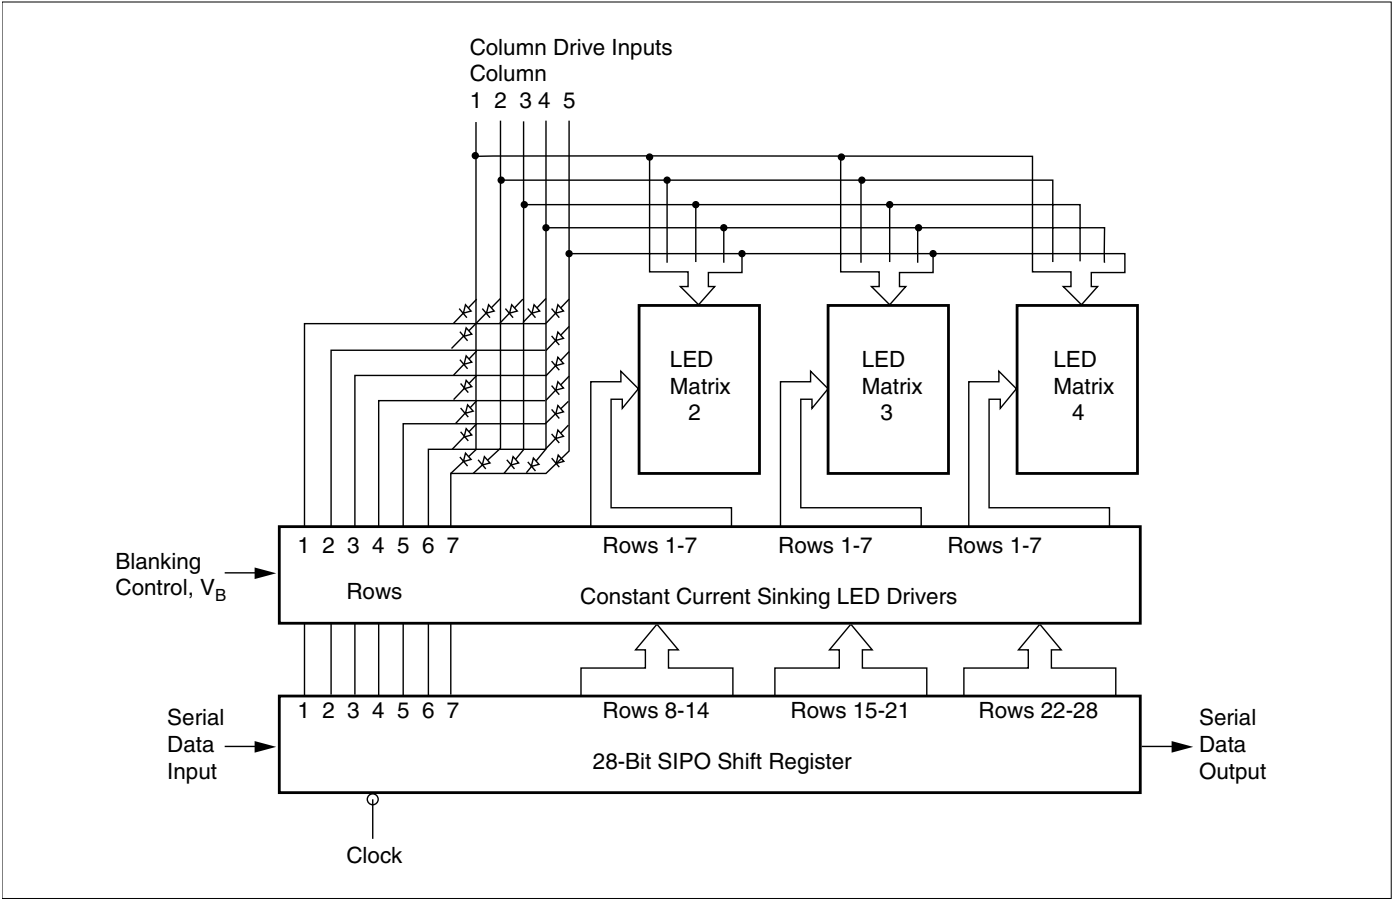 Column Drive Inputs
Column
1 2 3 4 5
LED
Matrix
2
LED
Matrix
3
LED
Matrix
4
1 2 3 4 5 6 7
Rows 1-7
Rows 1-7
Rows 1-7
Blanking
Control, VB
Rows
Constant Current Sinking LED Drivers
1 2 3 4 5 6 7
Rows 8-14
Rows 15-21
Rows 22-28
Serial
Data
Input
28-Bit SIPO Shift Register
Serial
Data
Output
Clock